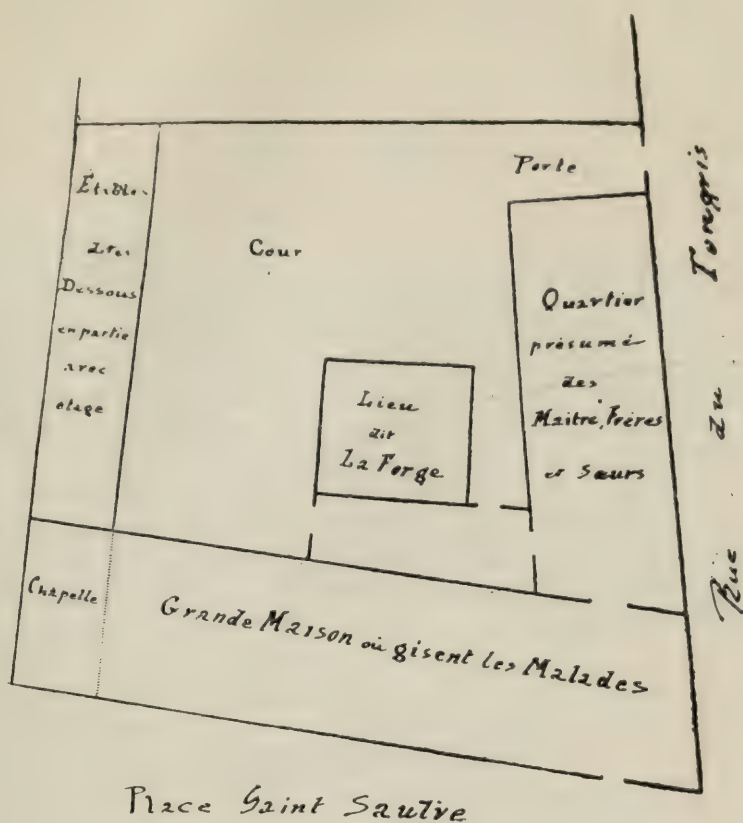 Porte
Étables
Cour
Dessous
en partie
avec
étage
Quartier
présumé
des
Maitre, Frères
et Sœurs
Lieu
dit
La Forge
Chapelle
Grande Maison où gisent les Malades
Rue du Tongris
Place Saint Saulve